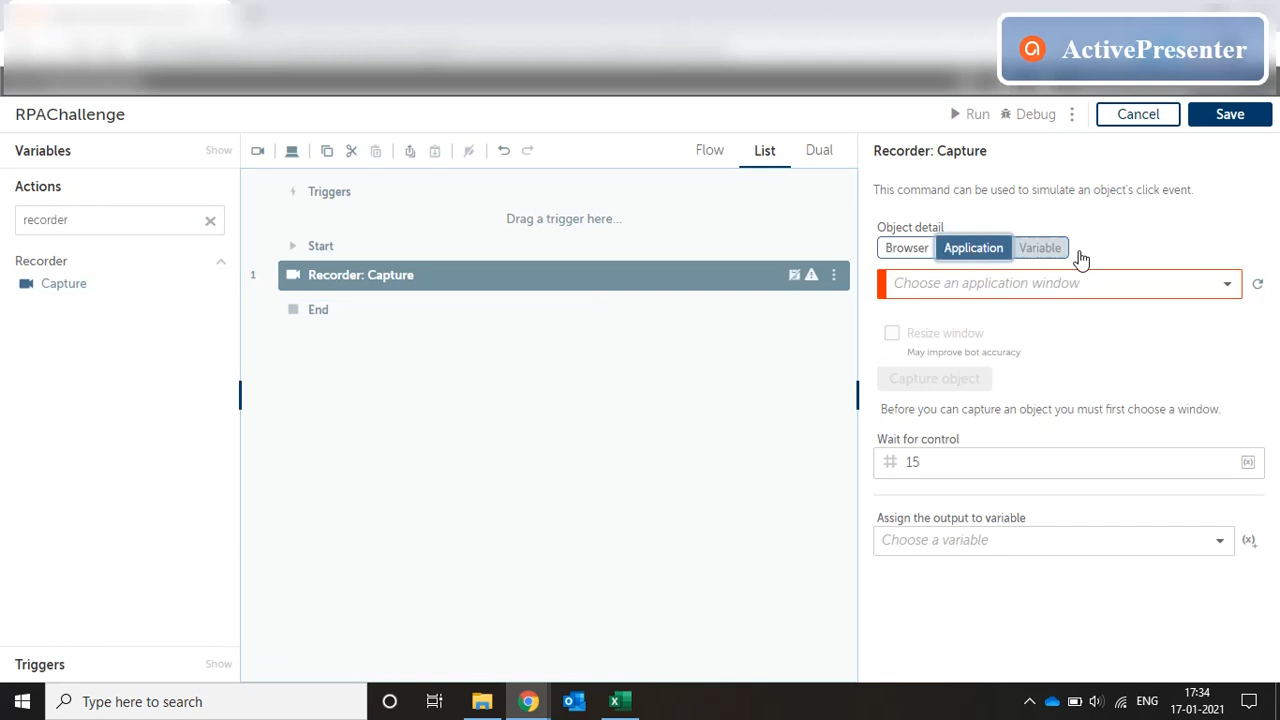 ActivePresenter
RPAChallenge
Run
Debug
Cancel
Save
Variables
Show
Flow
List
Dual
Recorder: Capture
Actions
This command can be used to simulate an object's click event.
Triggers
recorder
Drag a trigger here...
Object detail
Start
Browser
Application
Variable
Recorder
Capture
1
Recorder: Capture
Choose an application window
End
Resize window
May improve bot accuracy
Capture object
Before you can capture an object you must first choose a window.
Wait for control
15
(x)
Assign the output to variable
Choose a variable
(x)+
Triggers
Show
Type here to search
ENG
17:34
17-01-2021